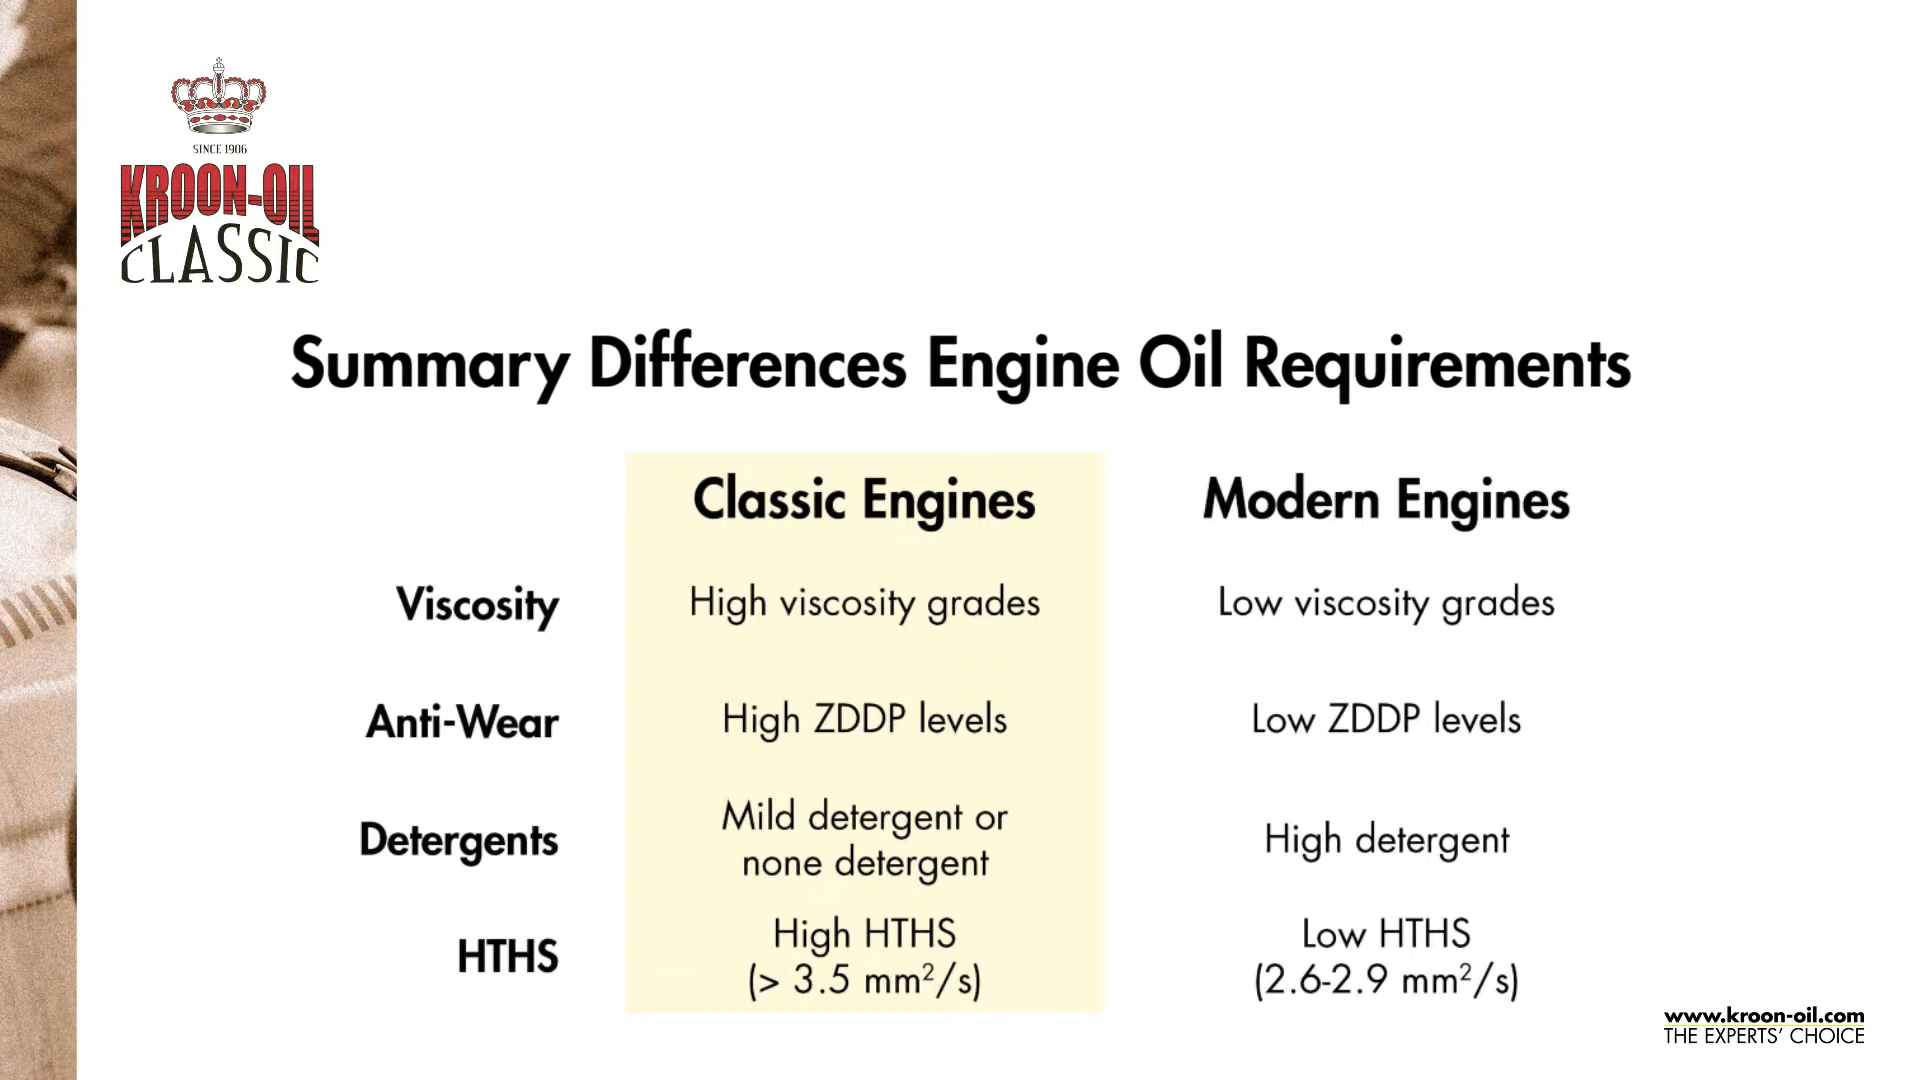 SINCE 1906
KROON-OIL
CLASSIC
Summary Differences Engine Oil Requirements
Classic Engines
Modern Engines
Viscosity
High viscosity grades
Low viscosity grades
Anti-Wear
High ZDDP levels
Low ZDDP levels
Detergents
Mild detergent or
none detergent
High detergent
HTHS
High HTHS
(> 3.5 mm²/s)
Low HTHS
(2.6-2.9 mm²/s)
www.kroon-oil.com
THE EXPERTS’ CHOICE